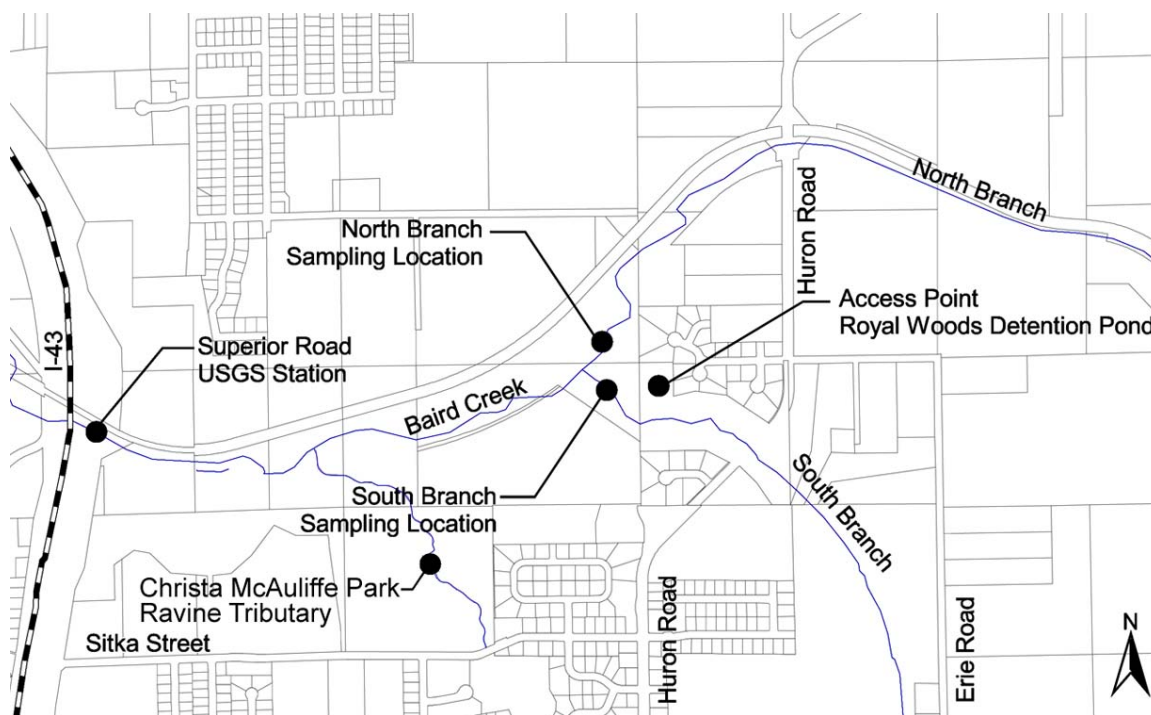 North Branch
Huron Road
North Branch
Sampling Location
Access Point
Royal Woods Detention Pond
I-43
Superior Road
USGS Station
Baird Creek
South Branch
South Branch
Sampling Location
Christa McAuliffe Park
Ravine Tributary
Sitka Street
Huron Road
Erie Road
N